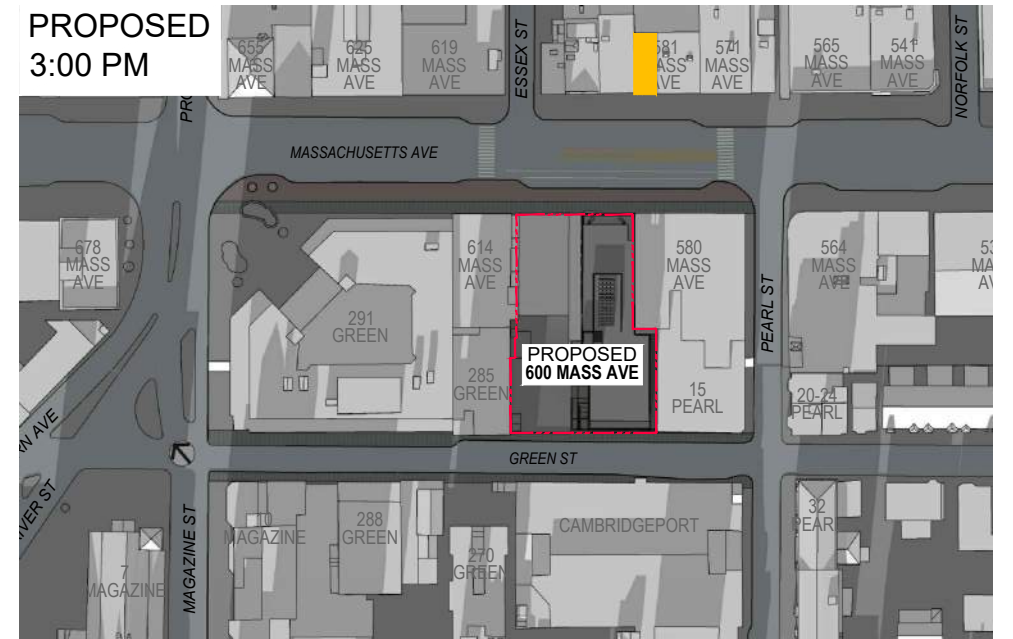 PROPOSED
3:00 PM
655
MASS
AVE
625
MASS
AVE
619
MASS
AVE
ESSEX ST
581
MASS
AVE
571
MASS
AVE
565
MASS
AVE
541
MASS
AVE
NORFOLK ST
MASSACHUSETTS AVE
678
MASS
AVE
614
MASS
AVE
580
MASS
AVE
564
MASS
AVE
291
GREEN
PROPOSED
600 MASS AVE
PEARL ST
285
GREEN
15
PEARL
20-24
PEARL
GREEN ST
MAGAZINE ST
MAGAZINE
288
GREEN
CAMBRIDGEPORT
32
270
GREEN
7
MAGAZINE